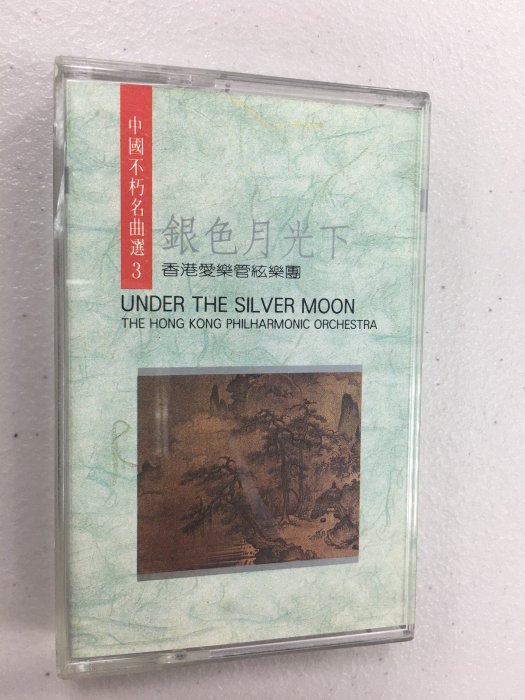 中國不朽名曲選3
銀色月光下
香港愛樂管絃樂團
UNDER THE SILVER MOON
THE HONG KONG PHILHARMONIC ORCHESTRA